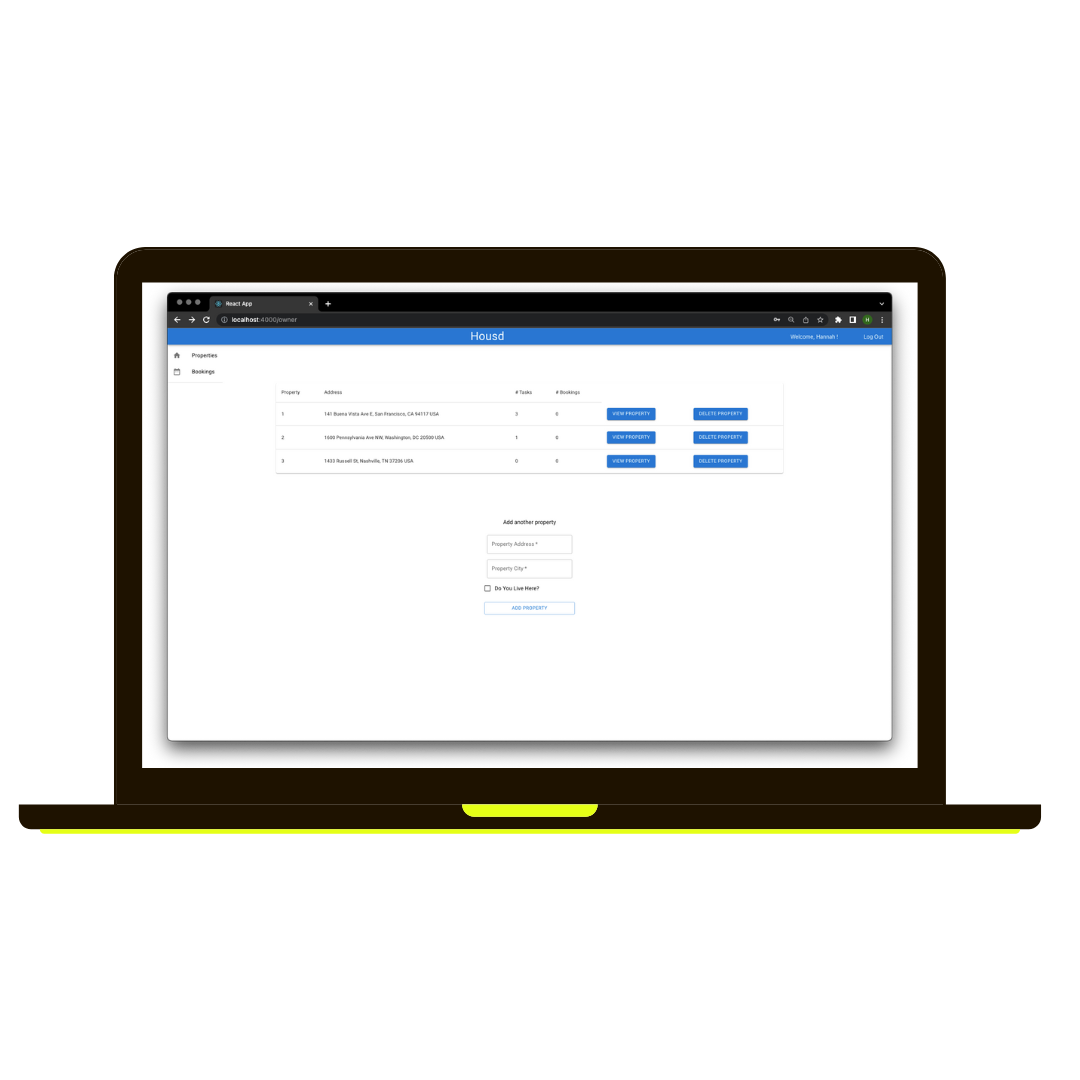 React App
localhost:4000/owner
H
Housd
Welcome, Hannah !
Log Out
Properties
Bookings
Property Address # Tasks # Bookings
1 141 Buena Vista Ave E, San Francisco, CA 94117 USA 3 0 VIEW PROPERTY DELETE PROPERTY
2 1600 Pennsylvania Ave NW, Washington, DC 20500 USA 1 0 VIEW PROPERTY DELETE PROPERTY
3 1403 Russell St, Nashville, TN 37206 USA 0 0 VIEW PROPERTY DELETE PROPERTY
Add another property
Property Address *
Property City *
Do You Live Here?
ADD PROPERTY